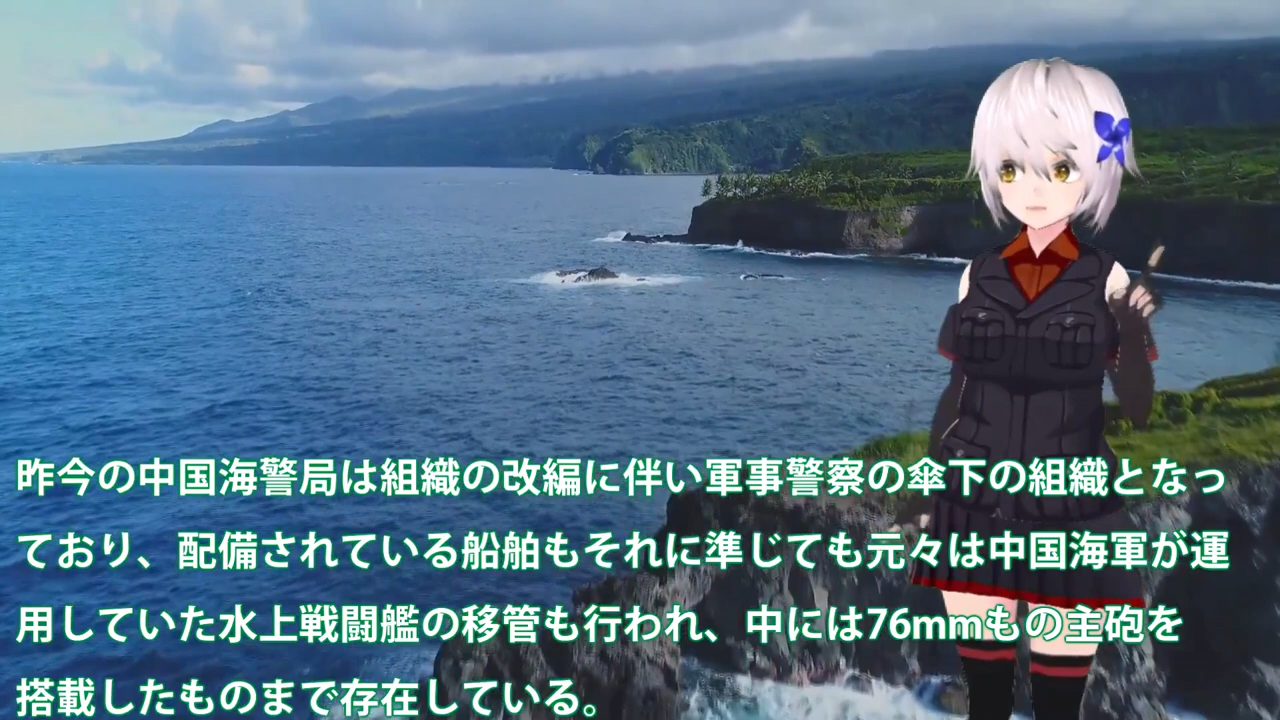 昨今の中国海警局は組織の改編に伴い軍事警察の傘下の組織となっ
ており、配備されている船舶もそれに準じても元々は中国海軍が運
用していた水上戦闘艦の移管も行われ、中には76mmもの主砲を
搭載したものまで存在している。